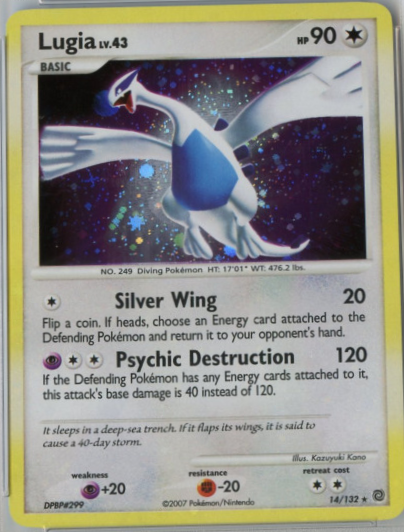 Lugia LV.43 HP 90
BASIC
NO. 249 Diving Pokémon HT: 17'01" WT: 476.2 lbs.
Silver Wing 20
Flip a coin. If heads, choose an Energy card attached to the
Defending Pokémon and return it to your opponent's hand.
Psychic Destruction 120
If the Defending Pokémon has any Energy cards attached to it,
this attack's base damage is 40 instead of 120.
It sleeps in a deep-sea trench. If it flaps its wings, it is said to
cause a 40-day storm.
Illus. Kazuyuki Kano
weakness resistance retreat cost
+20 -20
DPBP#299 ©2007 Pokémon/Nintendo 14/132 ★